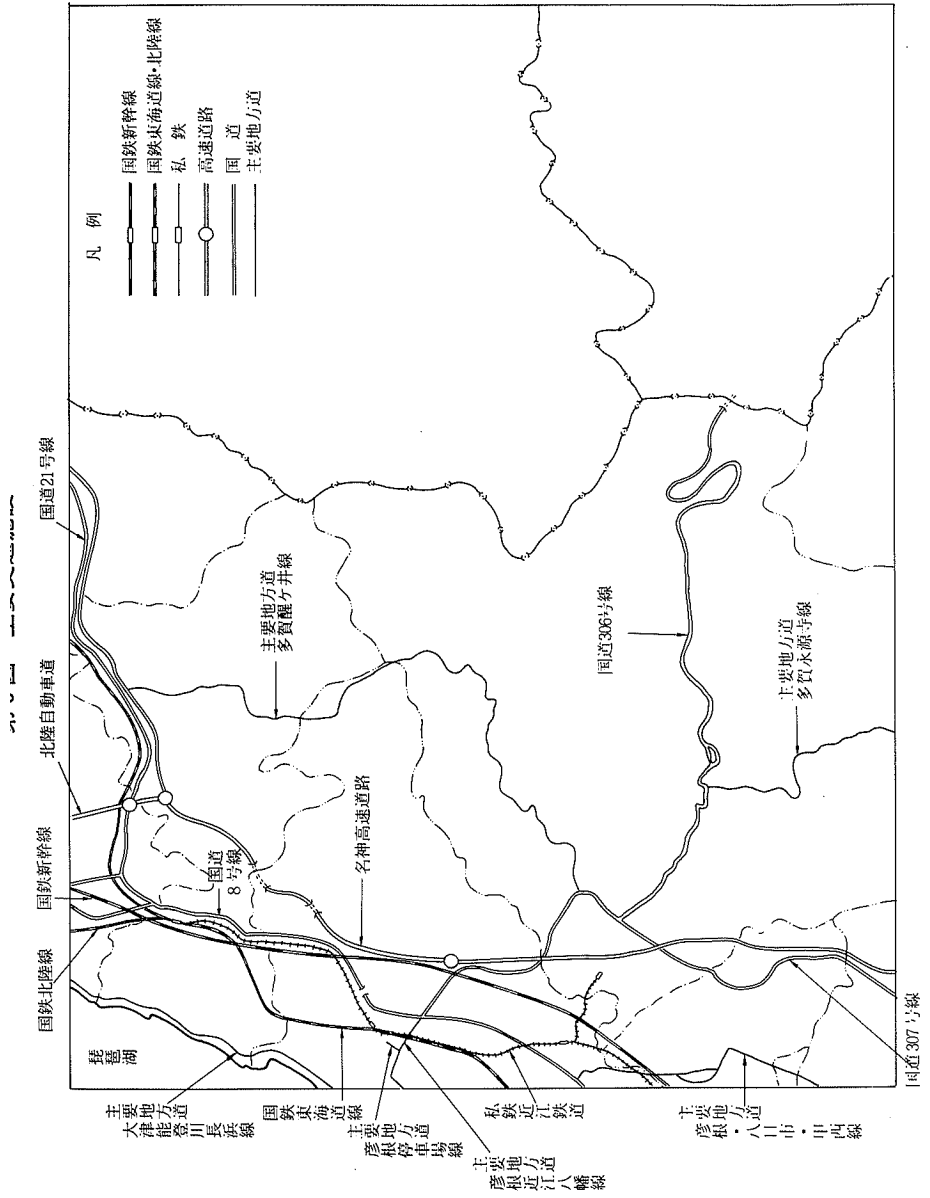 凡例
国鉄新幹線
国鉄東海道線・北陸線
私鉄
高速道路
国道
主要地方道
国道21号線
北陸自動車道
国鉄新幹線
国鉄北陸線
琵琶湖
主要地方道
多賀醒ケ井線
国道
8号線
名神高速道路
国道306号線
主要地方道
多賀永源寺線
国道307号線
主要地方道
大津能登川長浜線
国鉄東海道線
主要地方道
彦根停車場線
主要地方道
彦根近江八幡線
私鉄近江鉄道
主要地方道
彦根・八日市・甲西線